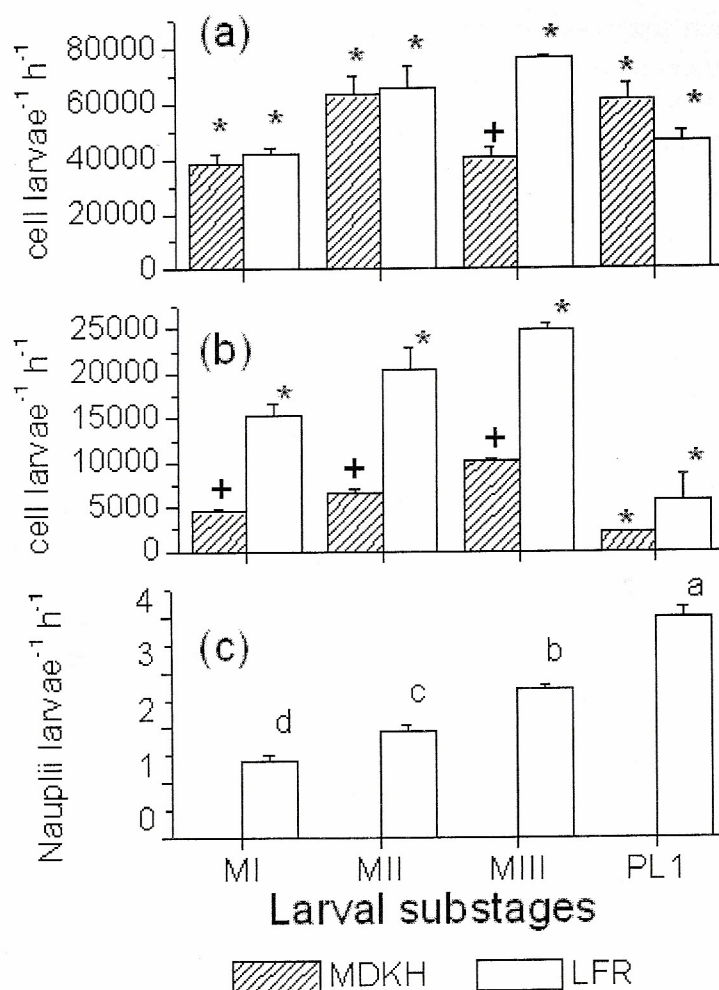 (a)
cell larvae⁻¹ h⁻¹
80000
60000
40000
20000
0
* * * * + * * *
(b)
cell larvae⁻¹ h⁻¹
25000
20000
15000
10000
5000
0
+ * + * + * * *
(c)
Nauplii larvae⁻¹ h⁻¹
4
3
2
1
0
d c b a
MI MII MIII PL1
Larval substages
MDKH LFR